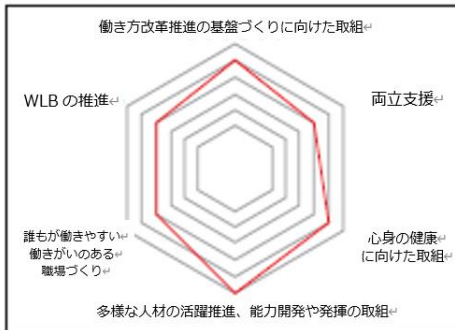 働き方改革推進の基盤づくりに向けた取組
WLB の推進
両立支援
誰もが働きやすい
働きがいのある
職場づくり
心身の健康
に向けた取組
多様な人材の活躍推進、能力開発や発揮の取組